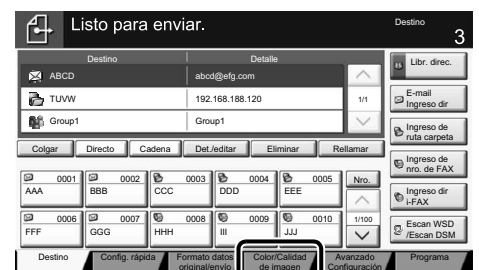 Listo para enviar.
Destino
3
Destino Detalle
ABCD abcd@efg.com
TUVW 192.168.188.120 1/1
Group1 Group1
Libr. direc.
E-mail
Ingreso dir
Ingreso de
ruta carpeta
Ingreso de
nro. de FAX
Ingreso dir
i-FAX
Escan WSD
/Escan DSM
Colgar Directo Cadena Det./editar Eliminar Rellamar
0001 0002 0003 0004 0005 Nro.
AAA BBB CCC DDD EEE
0006 0007 0008 0009 0010 1/100
FFF GGG HHH III JJJ
Destino Config. rápida Formato datos original/envío Color/Calidad de imagen Avanzado Configuración Programa